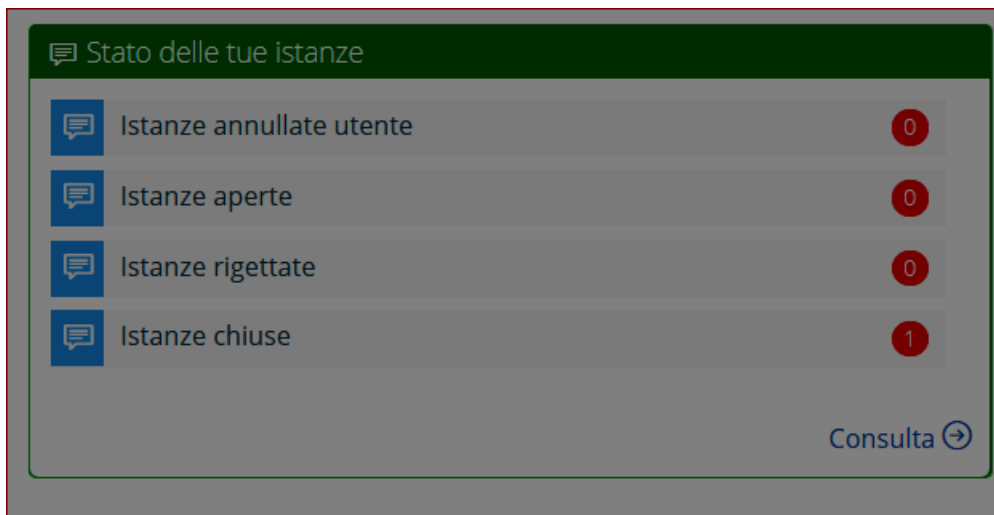 Stato delle tue istanze
Istanze annullate utente 0
Istanze aperte 0
Istanze rigettate 0
Istanze chiuse 1
Consulta